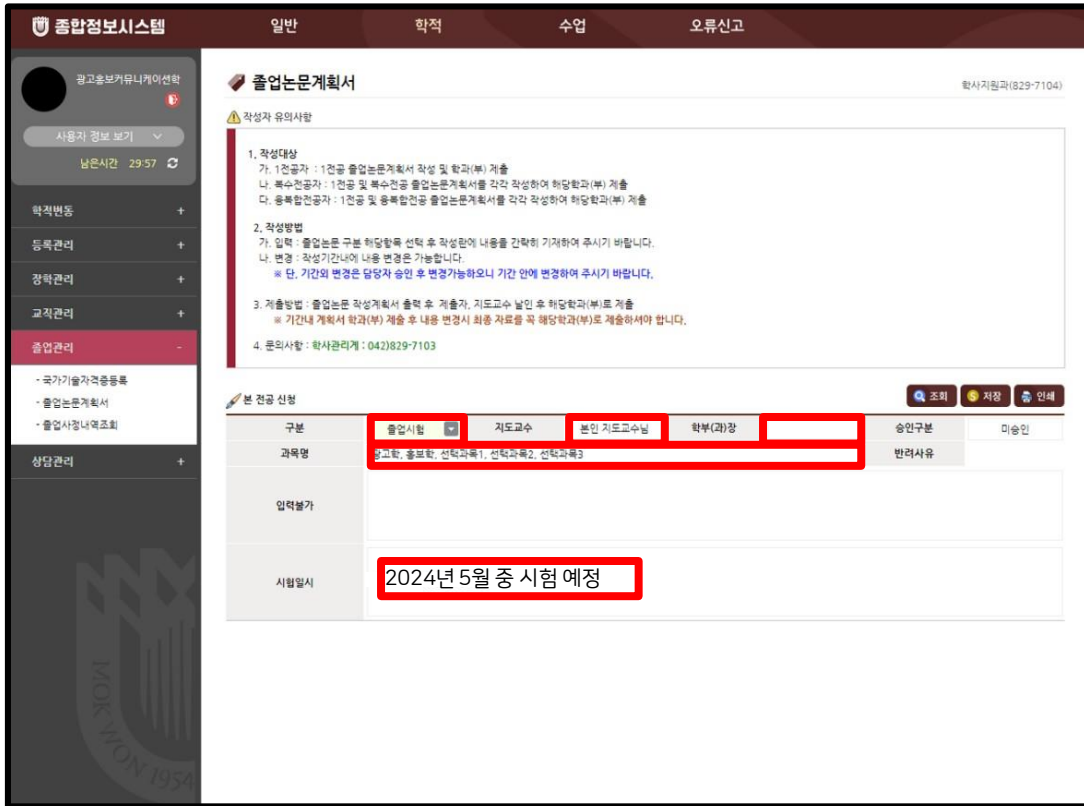 종합정보시스템
일반 학적 수업 오류신고
광고홍보커뮤니케이션학
사용자 정보 보기
남은시간 29:57
학적변동 +
등록관리 +
장학관리 +
교직관리 +
졸업관리 -
- 국가기술자격증등록
- 졸업논문계획서
- 졸업사정내역조회
상담관리 +
MOK WON 1954
졸업논문계획서
학사지원과(829-7104)
작성자 유의사항
1. 작성대상
가. 1전공자 : 1전공 졸업논문계획서 작성 및 학과(부) 제출
나. 복수전공자 : 1전공 및 복수전공 졸업논문계획서를 각각 작성하여 해당학과(부) 제출
다. 융복합전공자 : 1전공 및 융복합전공 졸업논문계획서를 각각 작성하여 해당학과(부) 제출
2. 작성방법
가. 입력 : 졸업논문 구분 해당항목 선택 후 작성란에 내용을 간략히 기재하여 주시기 바랍니다.
나. 변경 : 작성기간내에 내용 변경은 가능합니다.
※ 단, 기간외 변경은 담당자 승인 후 변경가능하오니 기간 안에 변경하여 주시기 바랍니다.
3. 제출방법 : 졸업논문 작성계획서 출력 후 제출자, 지도교수 날인 후 해당학과(부)로 제출
※ 기간내 계획서 학과(부) 제출 후 내용 변경시 최종 자료를 꼭 해당학과(부)로 제출하셔야 합니다.
4. 문의사항 : 학사관리계 : 042)829-7103
본 전공 신청
조회 저장 인쇄
구분 졸업시험 지도교수 본인 지도교수님 학부(과)장 승인구분 미승인
과목명 광고학, 홍보학, 선택과목1, 선택과목2, 선택과목3 반려사유
입력불가
시험일시 2024년 5월 중 시험 예정